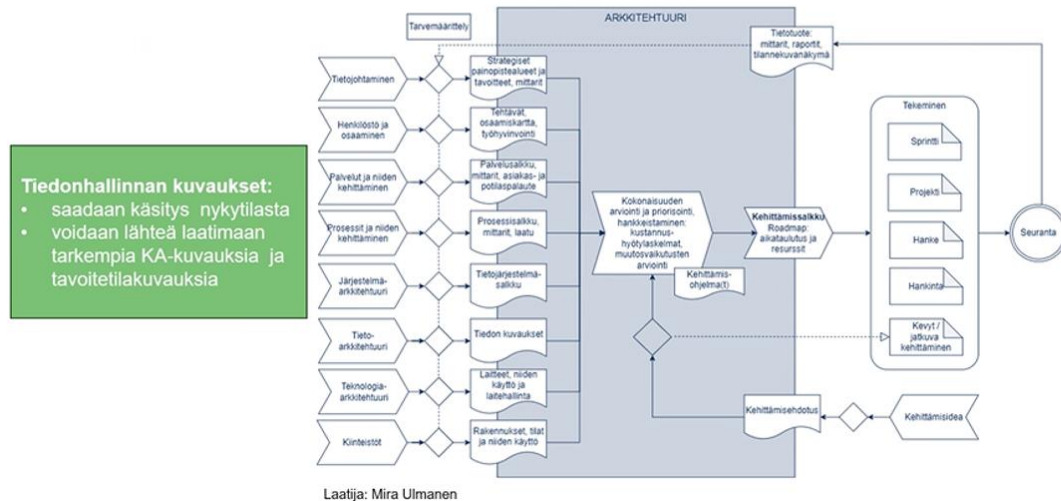 ARKKITEHTUURI
Tarvemäärittely
Tietotuote:
mittarit, raportit,
tilannekuvanäkymä
Tietojohtaminen
Strategiset
painopistealueet ja
tavoitteet, mittarit
Henkilöstö ja
osaaminen
Tehtävät,
osaamiskartta,
työhyvinvointi
Palvelut ja niiden
kehittäminen
Palvelusalkku,
mittarit, asiakas- ja
potilaspalaute
Prosessit ja niiden
kehittäminen
Prosessisalkku,
mittarit, laatu
Järjestelmä-
arkkitehtuuri
Tietojärjestelmä-
salkku
Tieto-
arkkitehtuuri
Tiedon kuvaukset
Teknologia-
arkkitehtuuri
Laitteet, niiden
käyttö ja
laitehallinta
Kiinteistöt
Rakennukset, tilat
ja niiden käyttö
Tiedonhallinnan kuvaukset:
• saadaan käsitys nykytilasta
• voidaan lähteä laatimaan
tarkempia KA-kuvauksia ja
tavoitetilakuvauksia
Kokonaisuuden
arviointi ja priorisointi,
hankkeistaminen:
kustannus-
hyötylaskelmat,
muutosvaikutusten
arviointi
Kehittämis-
ohjelma(t)
Kehittämissalkku
Roadmap:
aikataulutus ja
resurssit
Tekeminen
Sprintti
Projekti
Hanke
Hankinta
Kevyt /
jatkuva
kehittäminen
Seuranta
Kehittämisehdotus
Kehittämisidea
Laatija: Mira Ulmanen